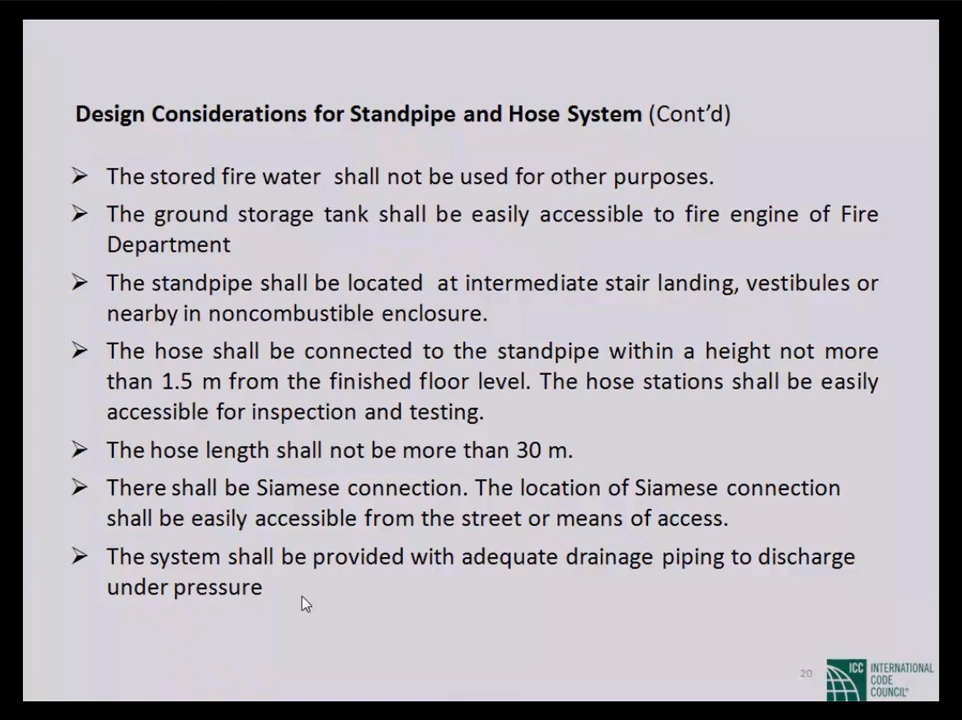 Design Considerations for Standpipe and Hose System (Cont’d)
➢ The stored fire water shall not be used for other purposes.
➢ The ground storage tank shall be easily accessible to fire engine of Fire
Department
➢ The standpipe shall be located at intermediate stair landing, vestibules or
nearby in noncombustible enclosure.
➢ The hose shall be connected to the standpipe within a height not more
than 1.5 m from the finished floor level. The hose stations shall be easily
accessible for inspection and testing.
➢ The hose length shall not be more than 30 m.
➢ There shall be Siamese connection. The location of Siamese connection
shall be easily accessible from the street or means of access.
➢ The system shall be provided with adequate drainage piping to discharge
under pressure
20
ICC INTERNATIONAL
CODE
COUNCIL®